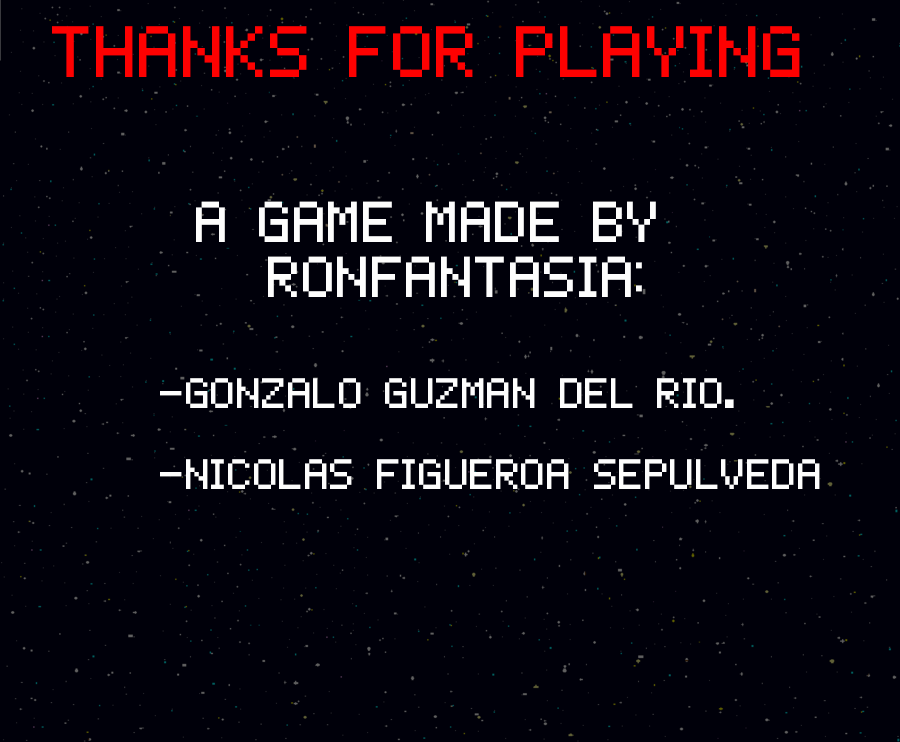 THANKS FOR PLAYING
A GAME MADE BY
RONFANTASIA:
-GONZALO GUZMAN DEL RIO.
-NICOLAS FIGUEROA SEPULVEDA